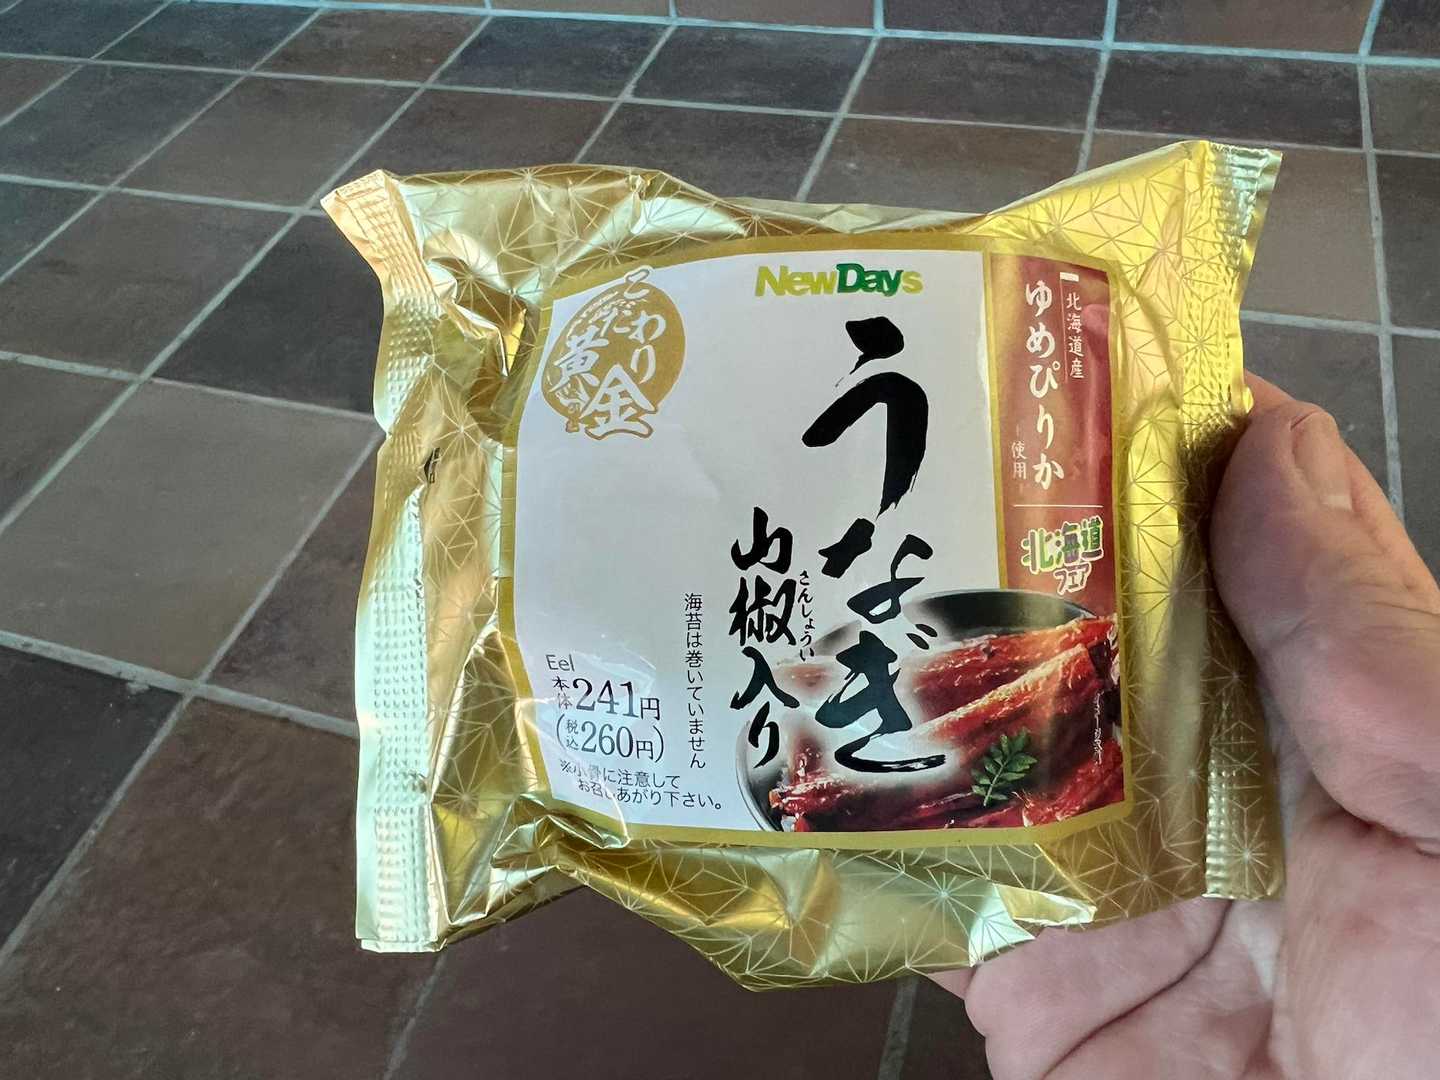 NewDays
こだわり
黄金
北海道産
ゆめぴりか
使用
北海道
フェア
うなぎ
山椒入り
さんしょうい
海苔は巻いていません
Eel
本体241円
(税込260円)
※小骨に注意して
お召しあがり下さい。